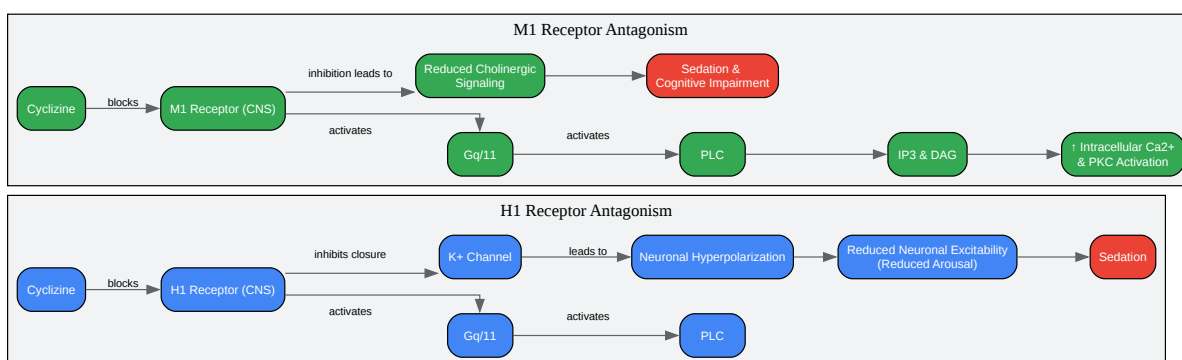 M1 Receptor Antagonism
inhibition leads to
Reduced Cholinergic
Signaling
Sedation &
Cognitive Impairment
Cyclizine
blocks
M1 Receptor (CNS)
activates
Gq/11
activates
PLC
IP3 & DAG
↑ Intracellular Ca2+
& PKC Activation
H1 Receptor Antagonism
inhibits closure
K+ Channel
leads to
Neuronal Hyperpolarization
Reduced Neuronal Excitability
(Reduced Arousal)
Sedation
Cyclizine
blocks
H1 Receptor (CNS)
activates
Gq/11
activates
PLC